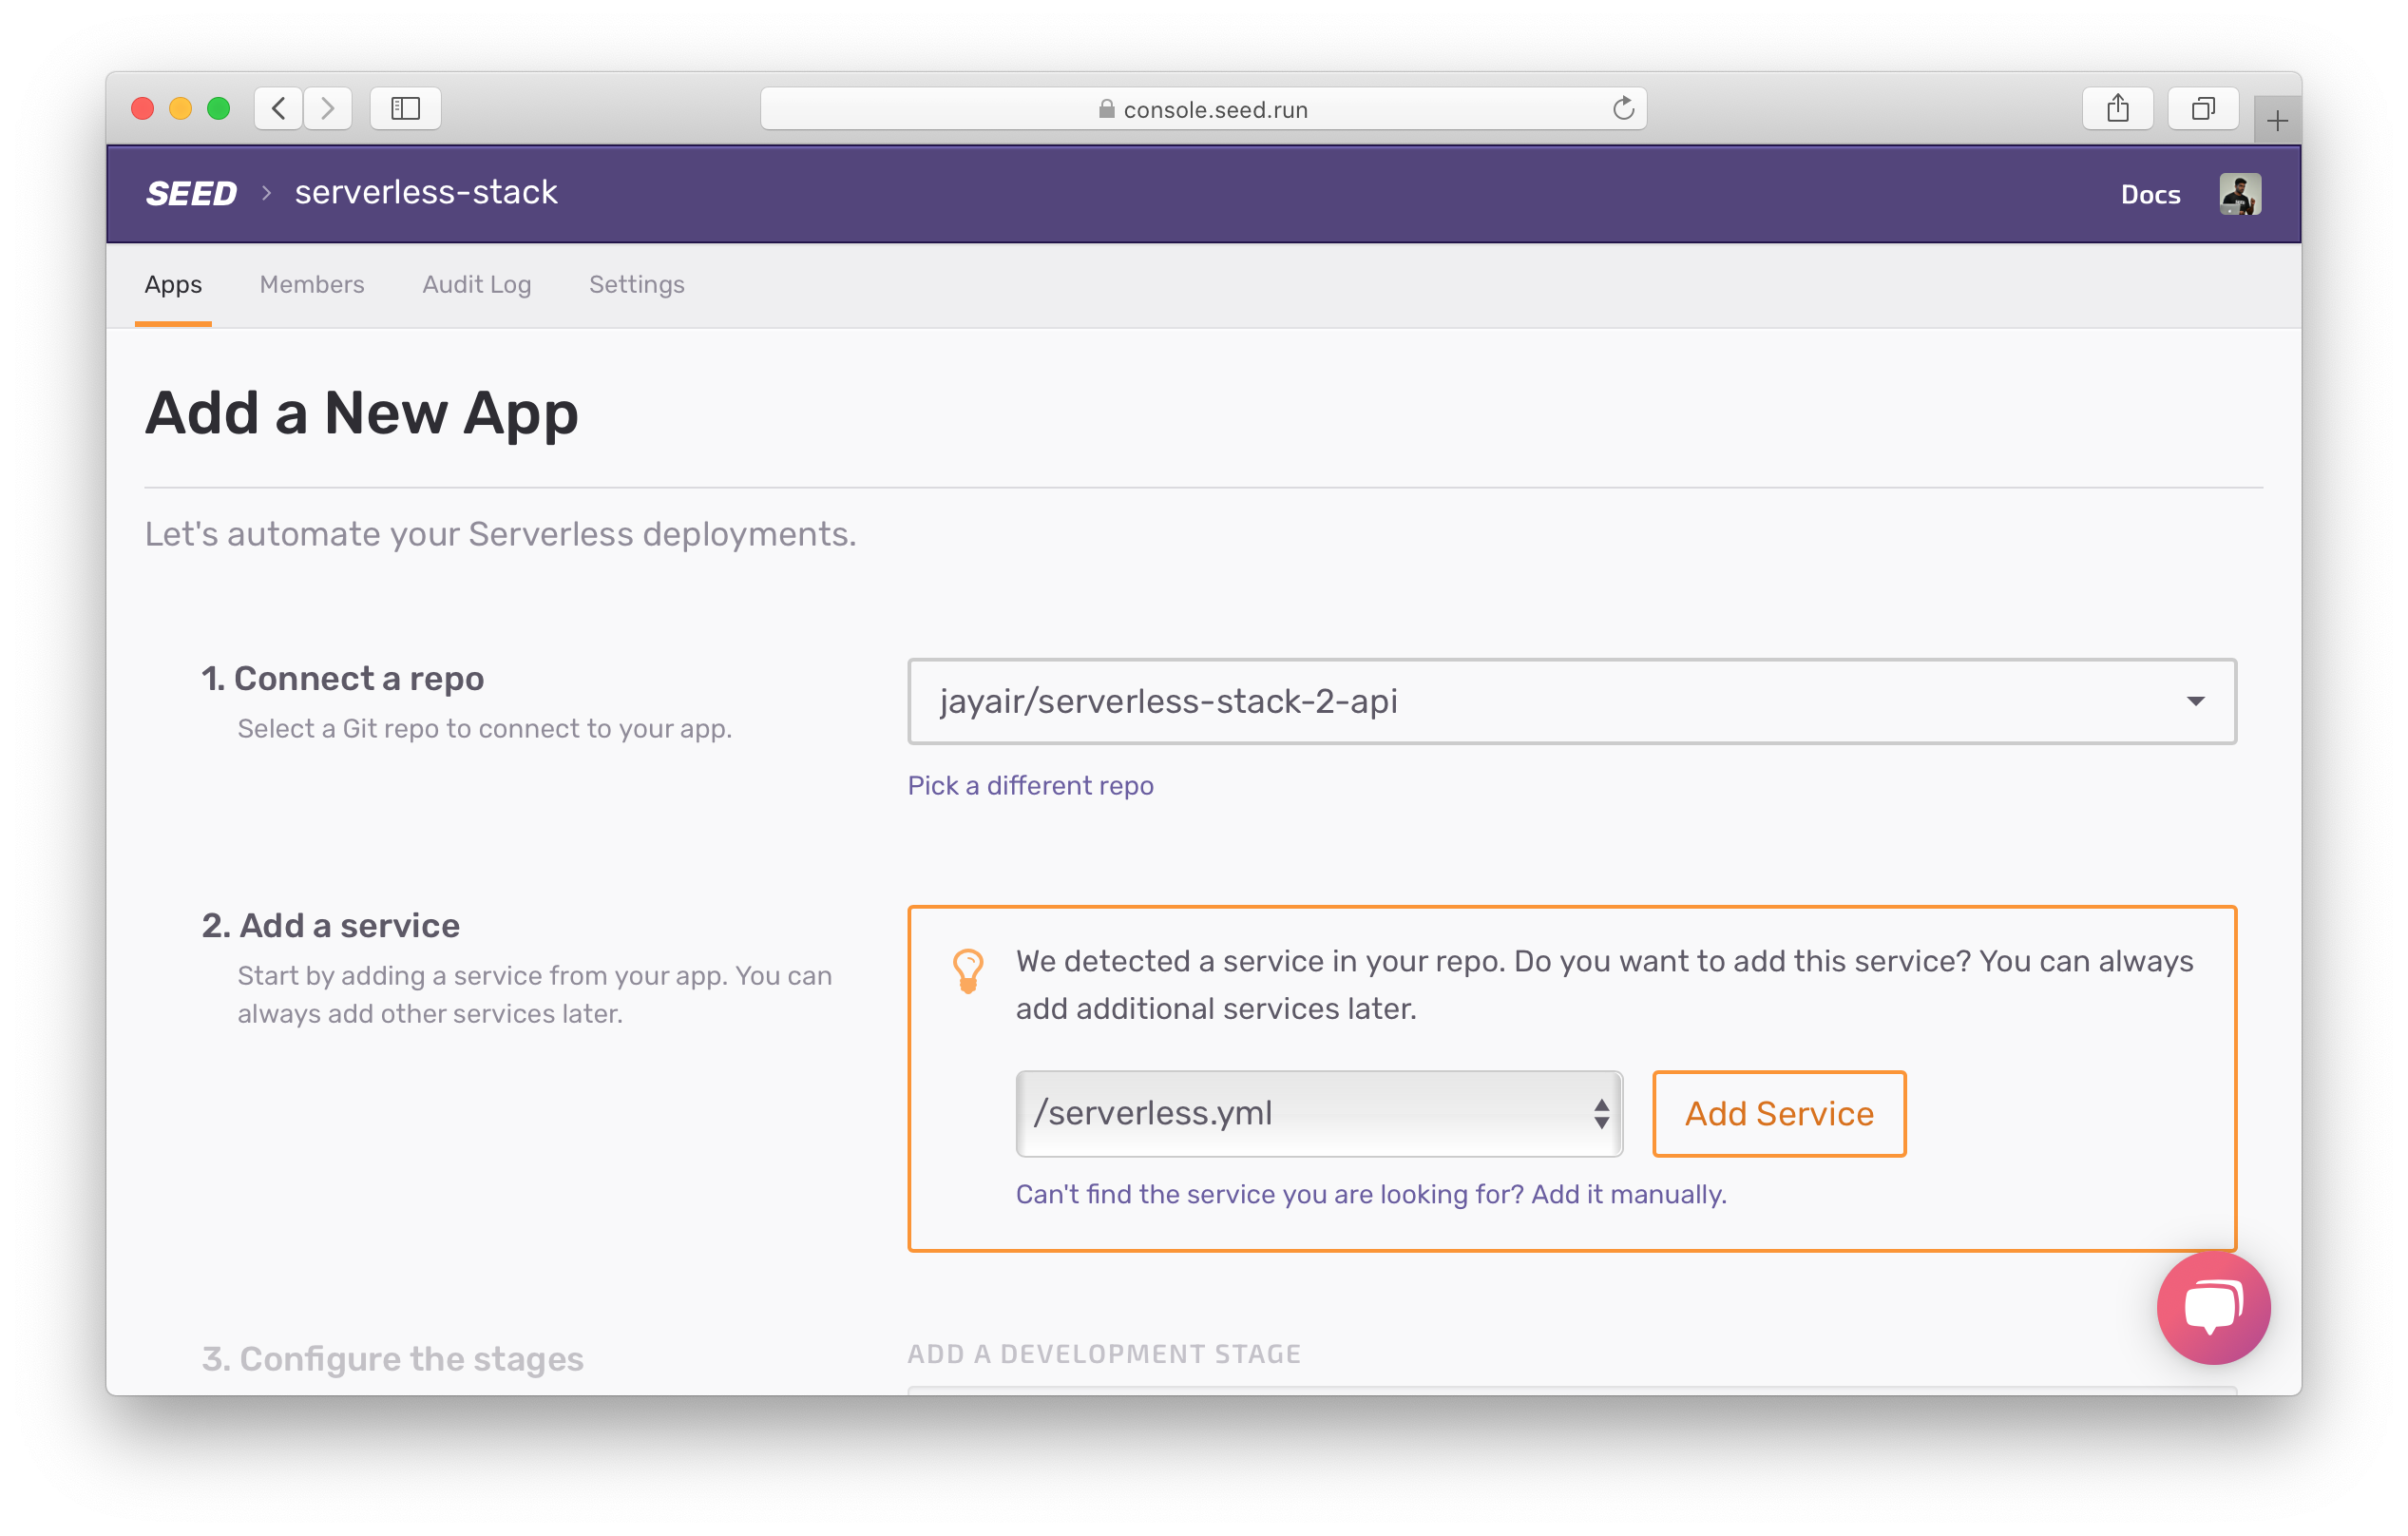 console.seed.run
SEED > serverless-stack
Docs
Apps
Members
Audit Log
Settings
Add a New App
Let's automate your Serverless deployments.
1. Connect a repo
Select a Git repo to connect to your app.
jayair/serverless-stack-2-api
Pick a different repo
2. Add a service
Start by adding a service from your app. You can
always add other services later.
We detected a service in your repo. Do you want to add this service? You can always
add additional services later.
/serverless.yml
Add Service
Can't find the service you are looking for? Add it manually.
3. Configure the stages
ADD A DEVELOPMENT STAGE